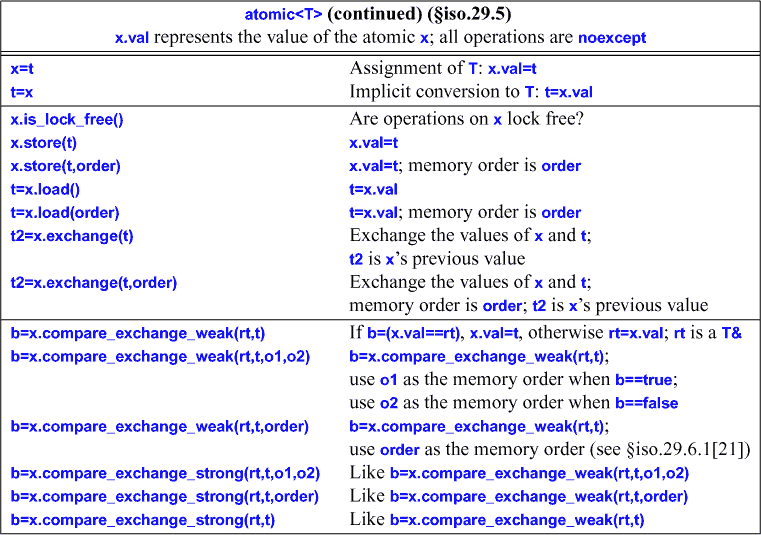 atomic<T> (continued) (§iso.29.5)
x.val represents the value of the atomic x; all operations are noexcept
x=t Assignment of T: x.val=t
t=x Implicit conversion to T: t=x.val
x.is_lock_free() Are operations on x lock free?
x.store(t) x.val=t
x.store(t,order) x.val=t; memory order is order
t=x.load() t=x.val
t=x.load(order) t=x.val; memory order is order
t2=x.exchange(t) Exchange the values of x and t;
t2 is x’s previous value
t2=x.exchange(t,order) Exchange the values of x and t;
memory order is order; t2 is x’s previous value
b=x.compare_exchange_weak(rt,t) If b=(x.val==rt), x.val=t, otherwise rt=x.val; rt is a T&
b=x.compare_exchange_weak(rt,t,o1,o2) b=x.compare_exchange_weak(rt,t);
use o1 as the memory order when b==true;
use o2 as the memory order when b==false
b=x.compare_exchange_weak(rt,t,order) b=x.compare_exchange_weak(rt,t);
use order as the memory order (see §iso.29.6.1[21])
b=x.compare_exchange_strong(rt,t,o1,o2) Like b=x.compare_exchange_weak(rt,t,o1,o2)
b=x.compare_exchange_strong(rt,t,order) Like b=x.compare_exchange_weak(rt,t,order)
b=x.compare_exchange_strong(rt,t) Like b=x.compare_exchange_weak(rt,t)